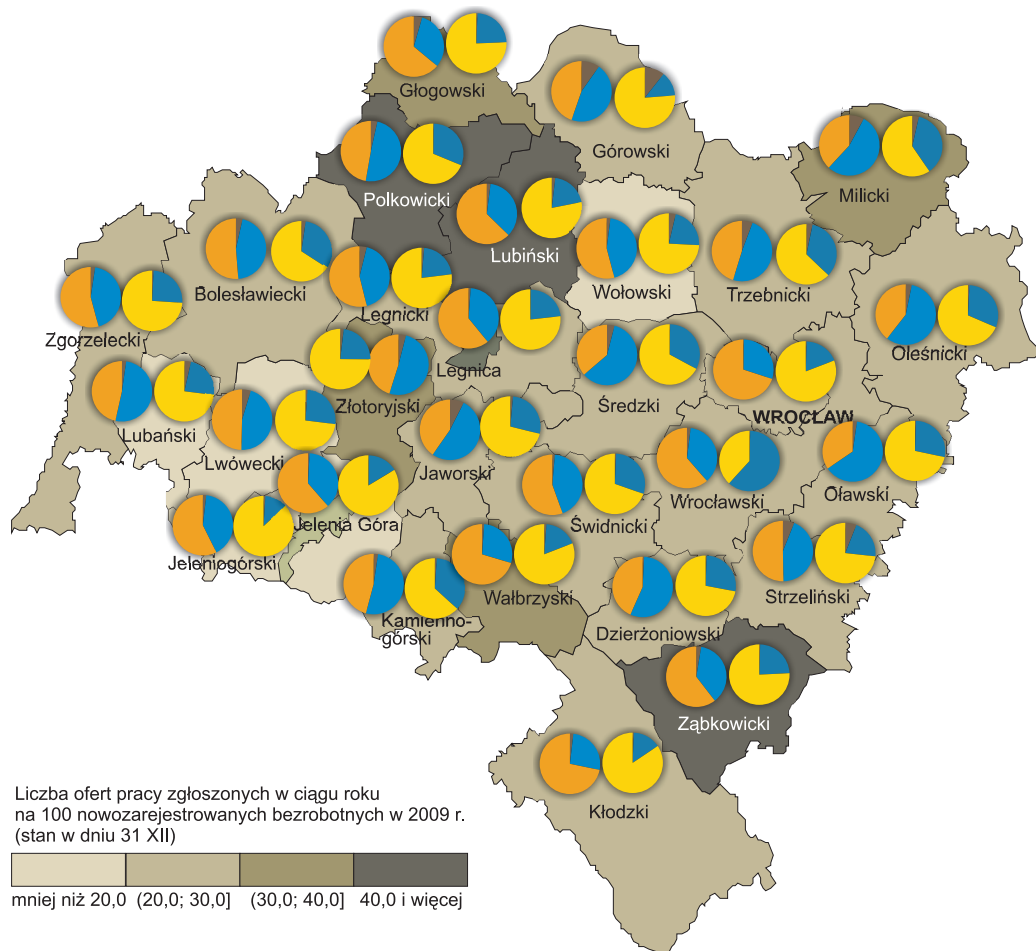 Głogowski
Górowski
Milicki
Polkowicki
Lubiński
Wołowski
Trzebnicki
Bolesławiecki
Legnicki
Zgorzelecki
Oleśnicki
Legnica
Złotoryjski
Średzki
WROCŁAW
Lubański
Lwówecki
Jaworski
Wrocławski
Oławski
Jelenia Góra
Świdnicki
Jeleniogórski
Strzeliński
Wałbrzyski
Kamienno-
górski
Dzierżoniowski
Ząbkowicki
Kłodzki
Liczba ofert pracy zgłoszonych w ciągu roku
na 100 nowozarejestrowanych bezrobotnych w 2009 r.
(stan w dniu 31 XII)
mniej niż 20,0 (20,0; 30,0] (30,0; 40,0] 40,0 i więcej